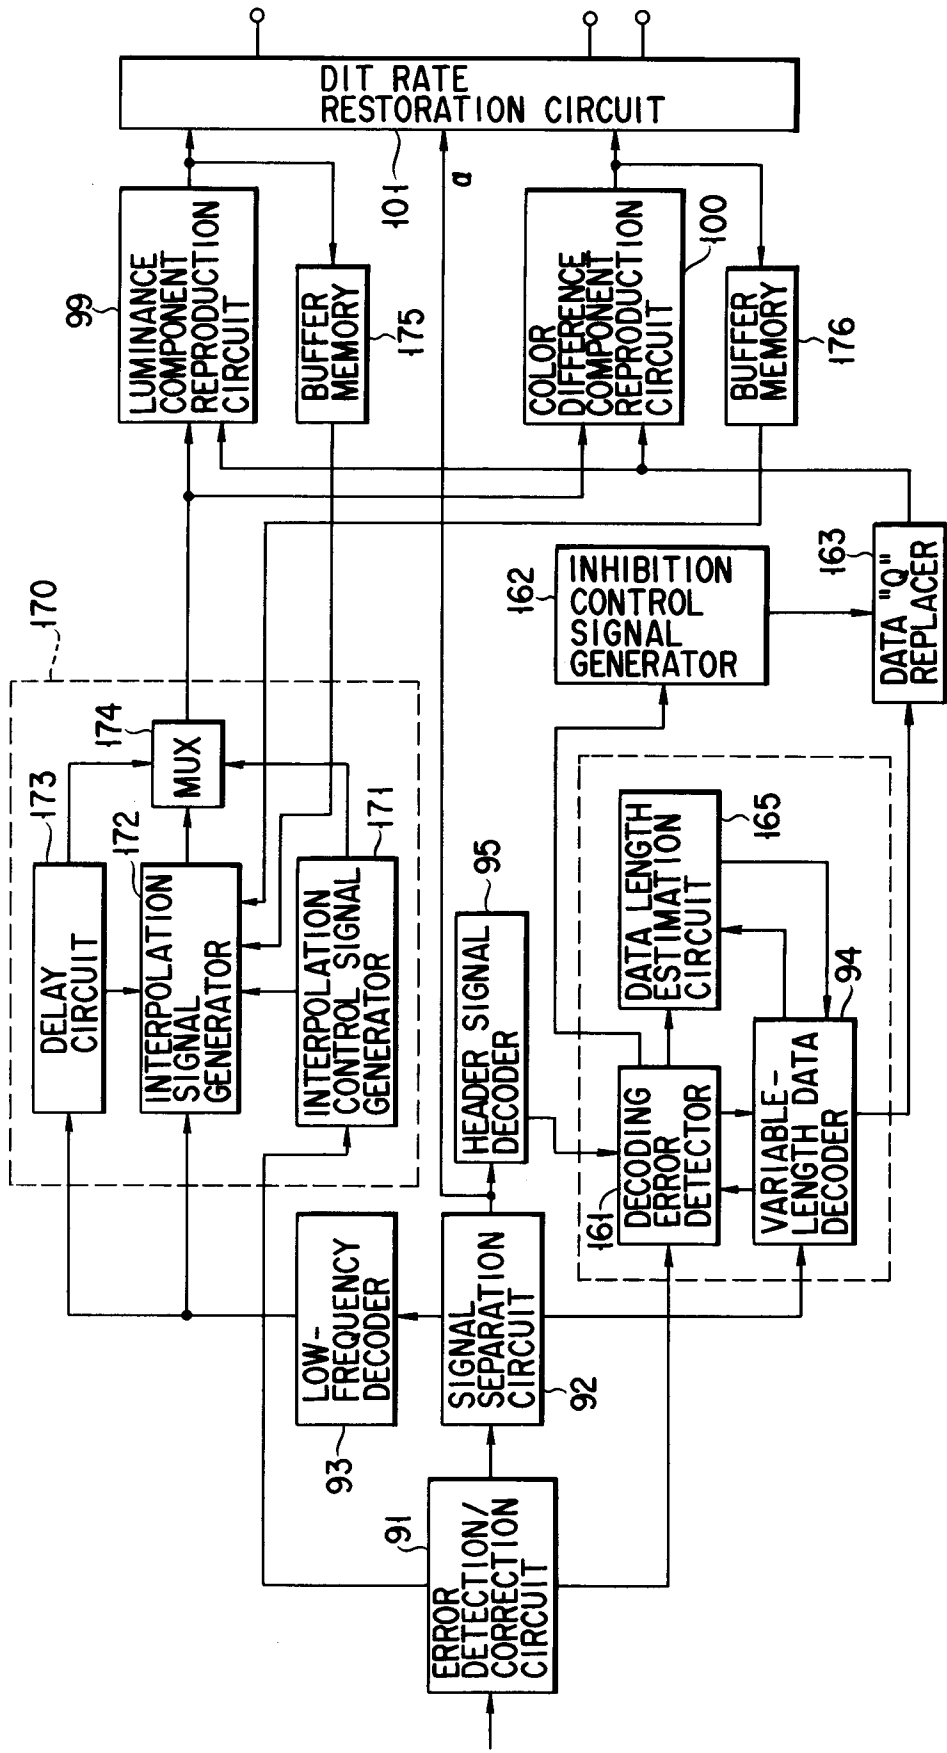 ERROR
DETECTION/
CORRECTION
CIRCUIT
91
SIGNAL
SEPARATION
CIRCUIT
92
LOW-
FREQUENCY
DECODER
93
HEADER SIGNAL
DECODER
95
170
DELAY
CIRCUIT
173
INTERPOLATION
SIGNAL
GENERATOR
172
INTERPOLATION
CONTROL SIGNAL
GENERATOR
171
MUX
174
DECODING
ERROR
DETECTOR
161
VARIABLE-
LENGTH DATA
DECODER
94
DATA LENGTH
ESTIMATION
CIRCUIT
165
INHIBITION
CONTROL
SIGNAL
GENERATOR
162
DATA "Q"
REPLACER
163
LUMINANCE
COMPONENT
REPRODUCTION
CIRCUIT
99
BUFFER
MEMORY
175
COLOR
DIFFERENCE
COMPONENT
REPRODUCTION
CIRCUIT
100
BUFFER
MEMORY
176
a
DIT RATE
RESTORATION CIRCUIT
101